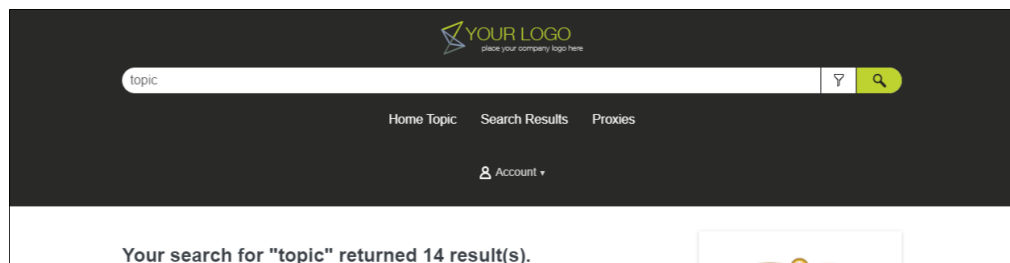 YOUR LOGO
place your company logo here
topic
Home Topic Search Results Proxies
Account
Your search for "topic" returned 14 result(s).